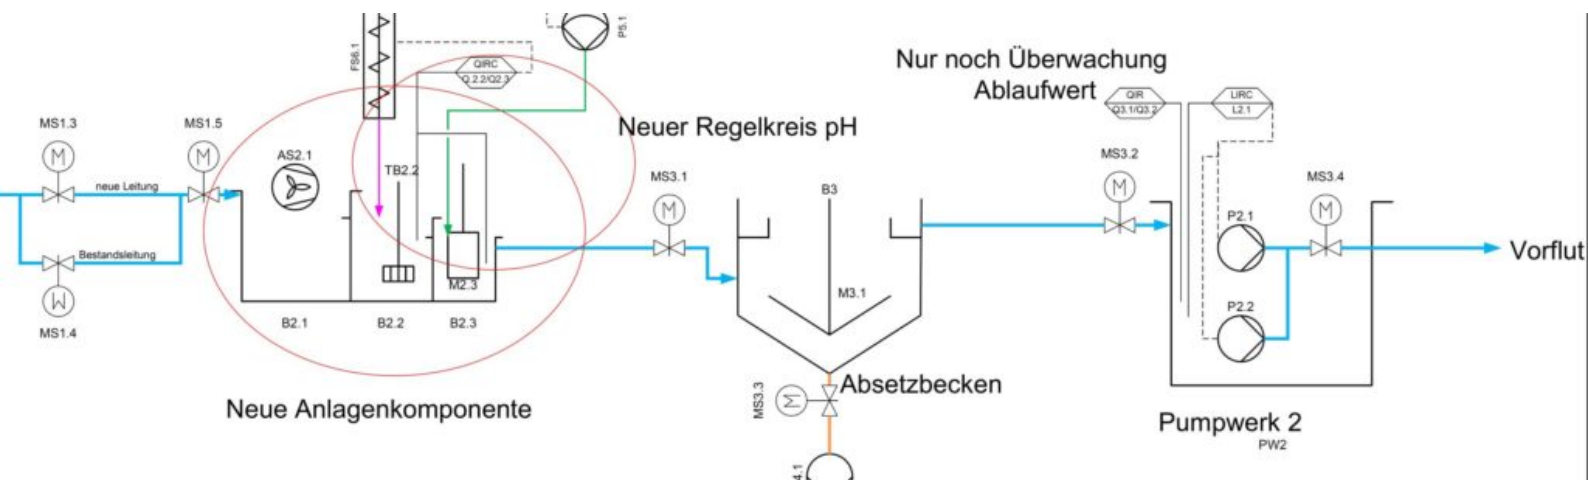 FS6.1
P5.1
QIRC
Q.2.2/Q2.3
Nur noch Überwachung
Ablaufwert
QIR
Q3.1/Q3.2
LIRC
L2.1
MS1.3
M
MS1.5
M
AS2.1
TB2.2
Neuer Regelkreis pH
MS3.1
M
B3
MS3.2
M
MS3.4
M
P2.1
neue Leitung
Bestandsleitung
Vorflut
M
MS1.4
M2.3
M3.1
P2.2
B2.1
B2.2
B2.3
Neue Anlagenkomponente
MS3.3
M
Absetzbecken
Pumpwerk 2
PW2
4.1